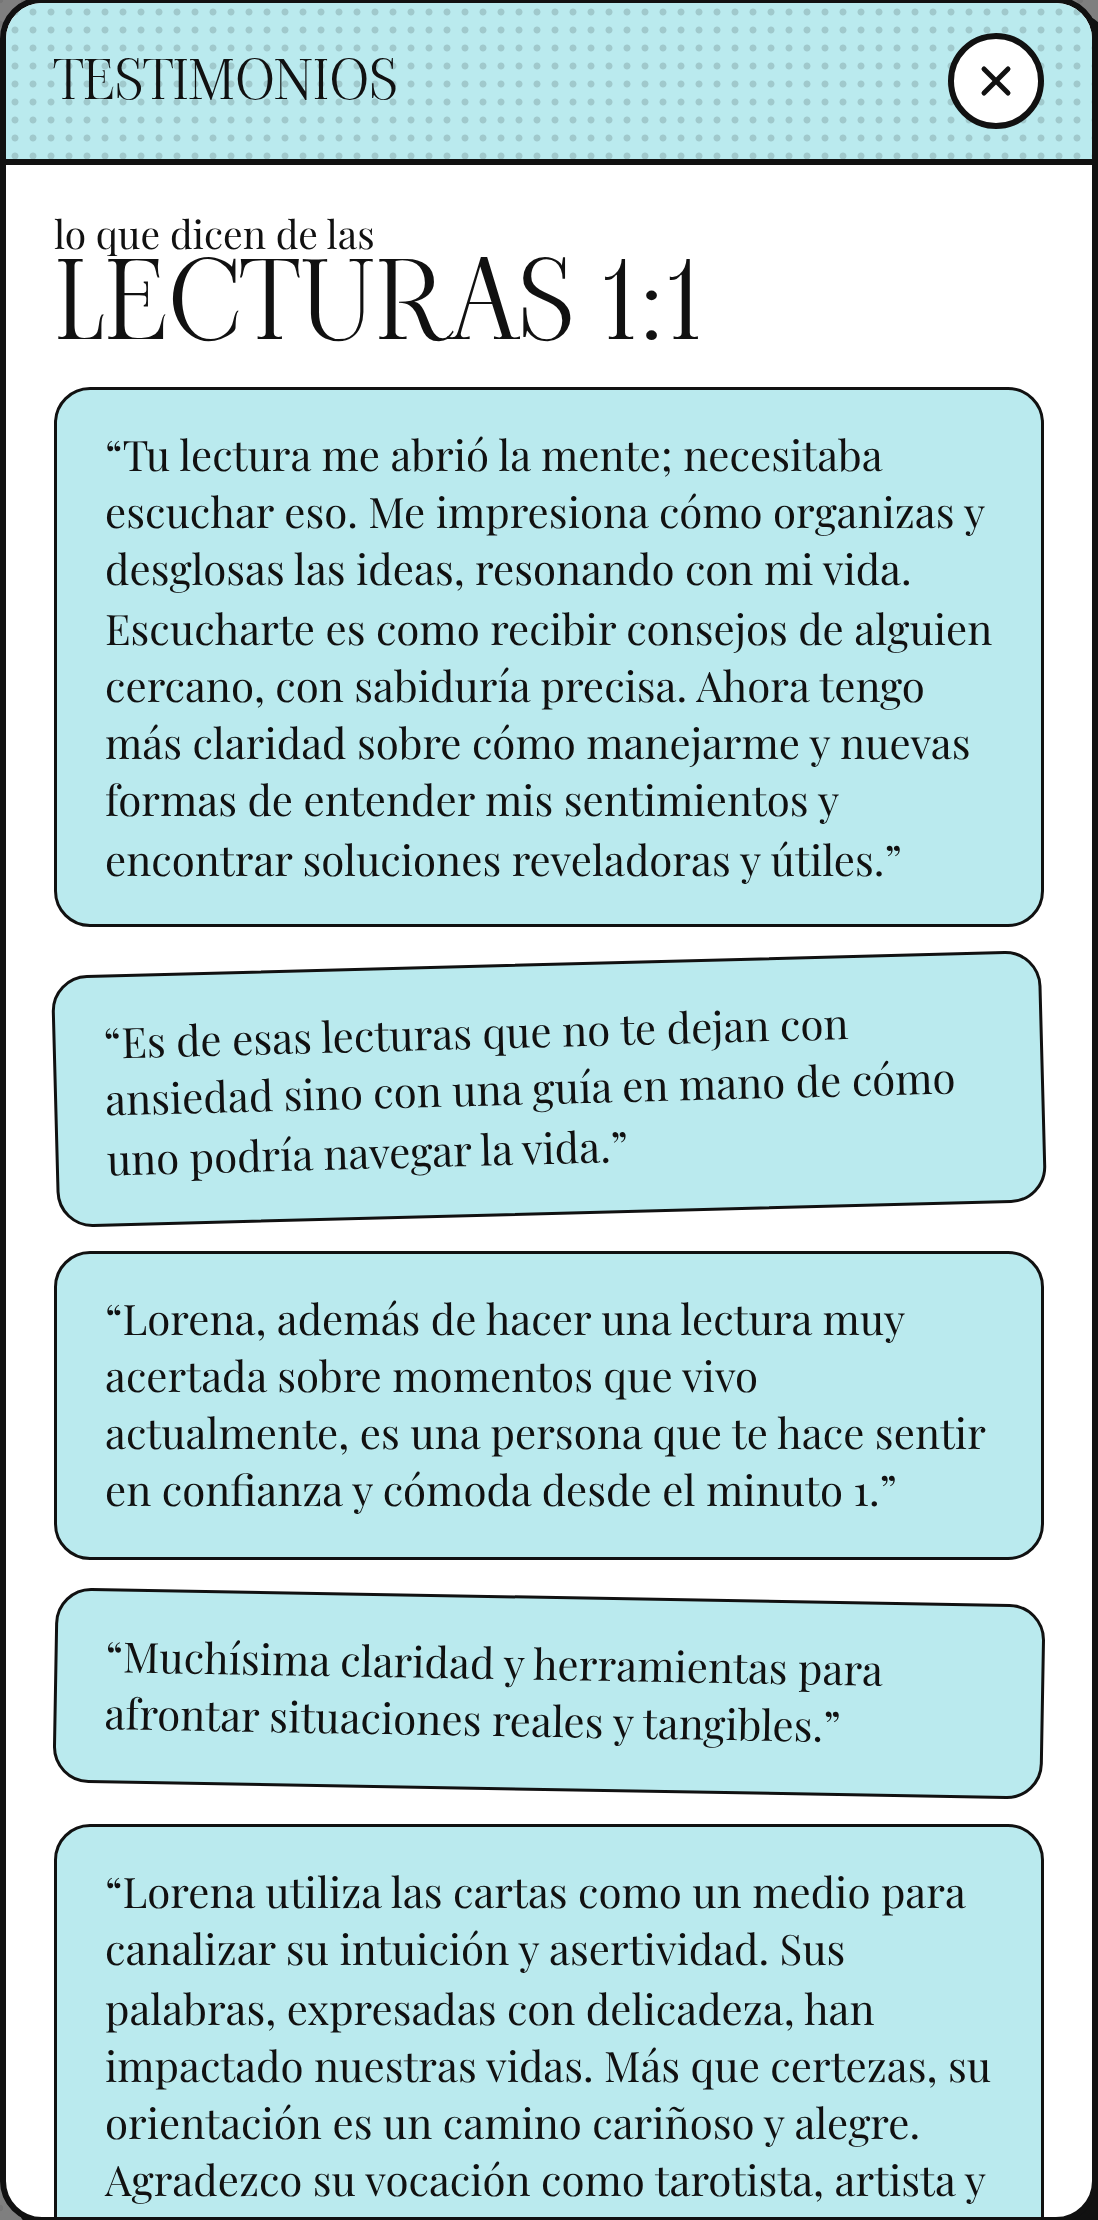 TESTIMONIOS
lo que dicen de las
LECTURAS 1:1
“Tu lectura me abrió la mente; necesitaba
escuchar eso. Me impresiona cómo organizas y
desglosas las ideas, resonando con mi vida.
Escucharte es como recibir consejos de alguien
cercano, con sabiduría precisa. Ahora tengo
más claridad sobre cómo manejarme y nuevas
formas de entender mis sentimientos y
encontrar soluciones reveladoras y útiles.”
“Es de esas lecturas que no te dejan con
ansiedad sino con una guía en mano de cómo
uno podría navegar la vida.”
“Lorena, además de hacer una lectura muy
acertada sobre momentos que vivo
actualmente, es una persona que te hace sentir
en confianza y cómoda desde el minuto 1.”
“Muchísima claridad y herramientas para
afrontar situaciones reales y tangibles.”
“Lorena utiliza las cartas como un medio para
canalizar su intuición y asertividad. Sus
palabras, expresadas con delicadeza, han
impactado nuestras vidas. Más que certezas, su
orientación es un camino cariñoso y alegre.
Agradezco su vocación como tarotista, artista y